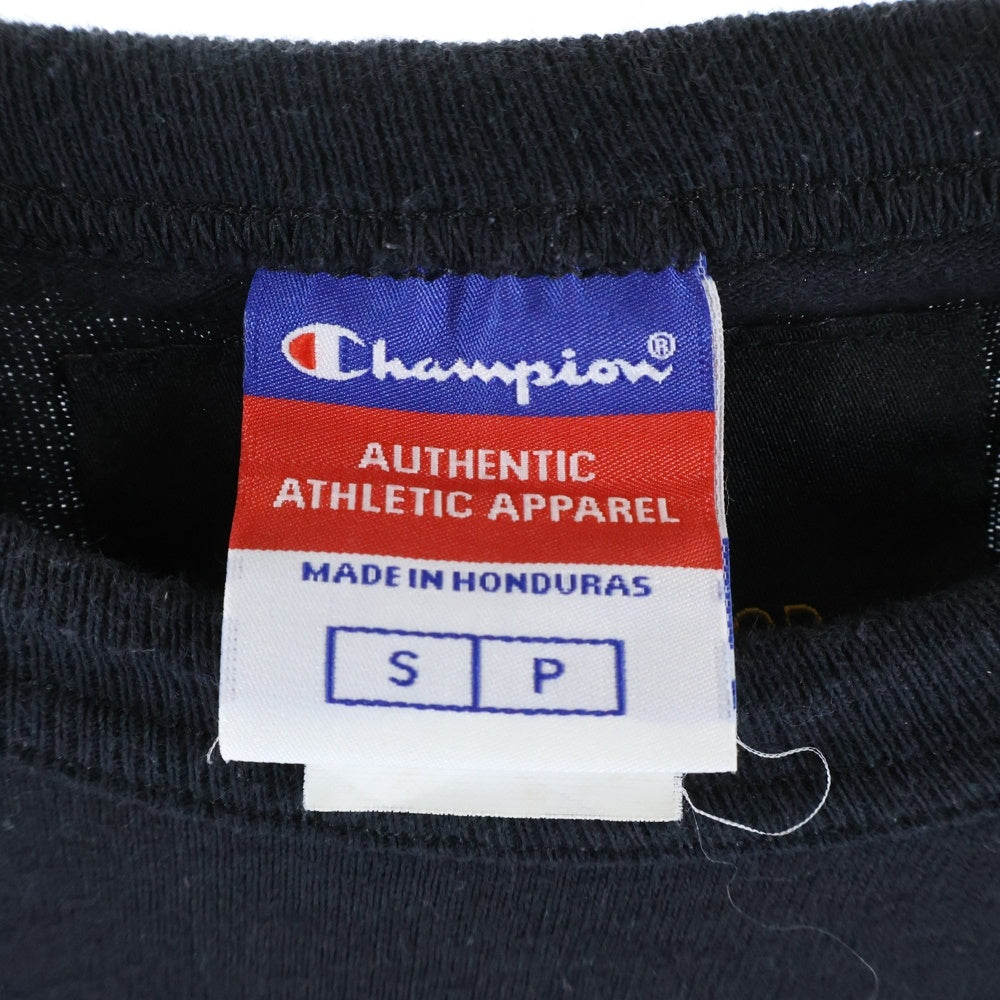 Champion®
AUTHENTIC
ATHLETIC APPAREL
MADE IN HONDURAS
S P